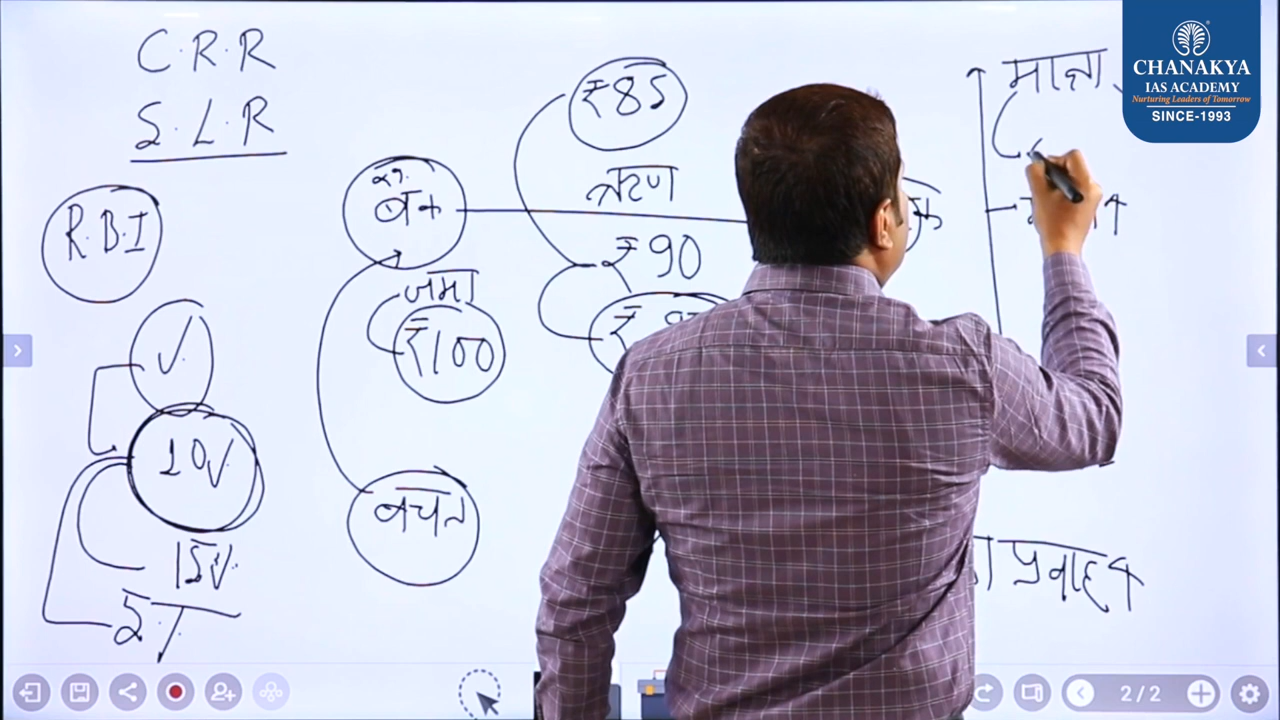 C.R.R
S.L.R
R.B.I
10
15
5
बैंक
जमा
₹100
बचत
₹85
ऋण
₹90
मात्रा
प्रवाह ↑
CHANAKYA
IAS ACADEMY
Nurturing Leaders of Tomorrow
SINCE-1993
2/2